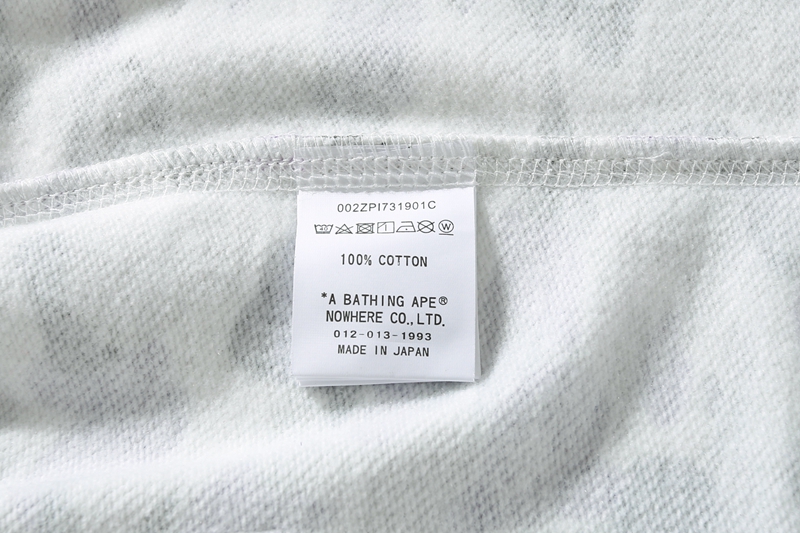 002ZPI731901C
100% COTTON
*A BATHING APE®
NOWHERE CO.,LTD.
012-013-1993
MADE IN JAPAN